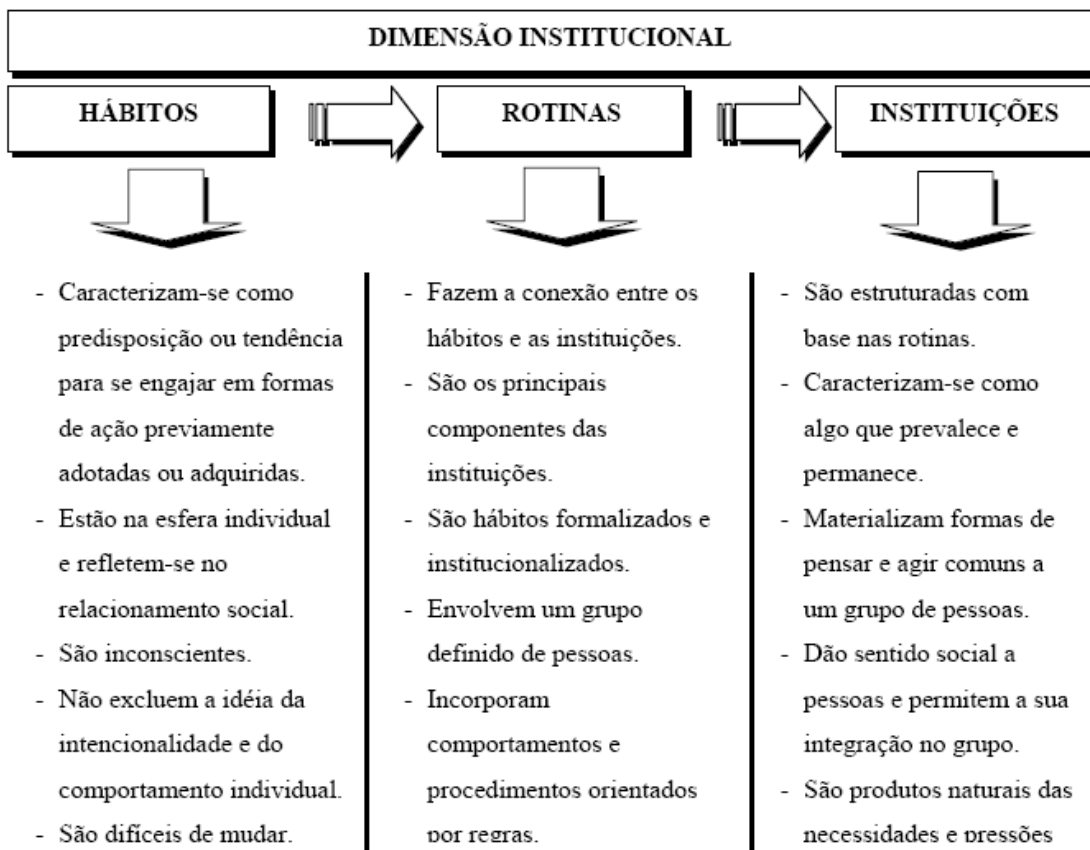 DIMENSÃO INSTITUCIONAL
HÁBITOS
ROTINAS
INSTITUIÇÕES
- Caracterizam-se como
predisposição ou tendência
para se engajar em formas
de ação previamente
adotadas ou adquiridas.
- Estão na esfera individual
e refletem-se no
relacionamento social.
- São inconscientes.
- Não excluem a idéia da
intencionalidade e do
comportamento individual.
- São difíceis de mudar.
- Fazem a conexão entre os
hábitos e as instituições.
- São os principais
componentes das
instituições.
- São hábitos formalizados e
institucionalizados.
- Envolvem um grupo
definido de pessoas.
- Incorporam
comportamentos e
procedimentos orientados
por regras.
- São estruturadas com
base nas rotinas.
- Caracterizam-se como
algo que prevalece e
permanece.
- Materializam formas de
pensar e agir comuns a
um grupo de pessoas.
- Dão sentido social a
pessoas e permitem a sua
integração no grupo.
- São produtos naturais das
necessidades e pressões